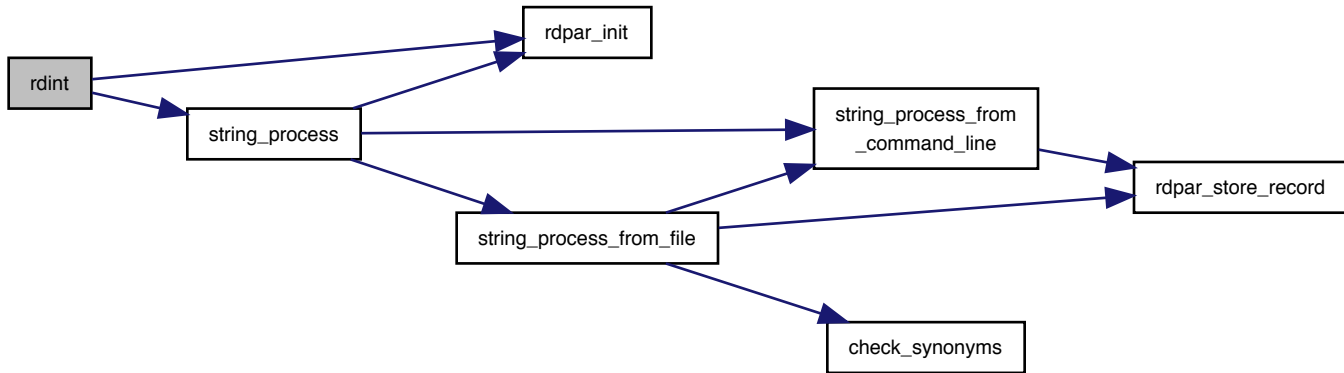 rdint
rdpar_init
string_process
string_process_from
_command_line
rdpar_store_record
string_process_from_file
check_synonyms